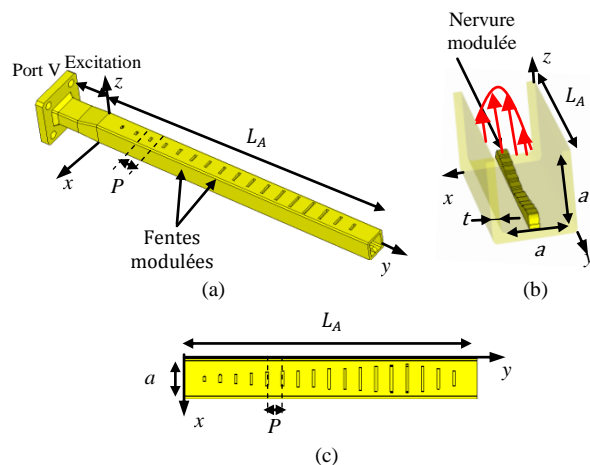 Port V
Excitation
z
L_A
x
P
Fentes
modulées
y
(a)
Nervure
modulée
z
L_A
x
a
t
a
y
(b)
L_A
a
y
x
P
(c)